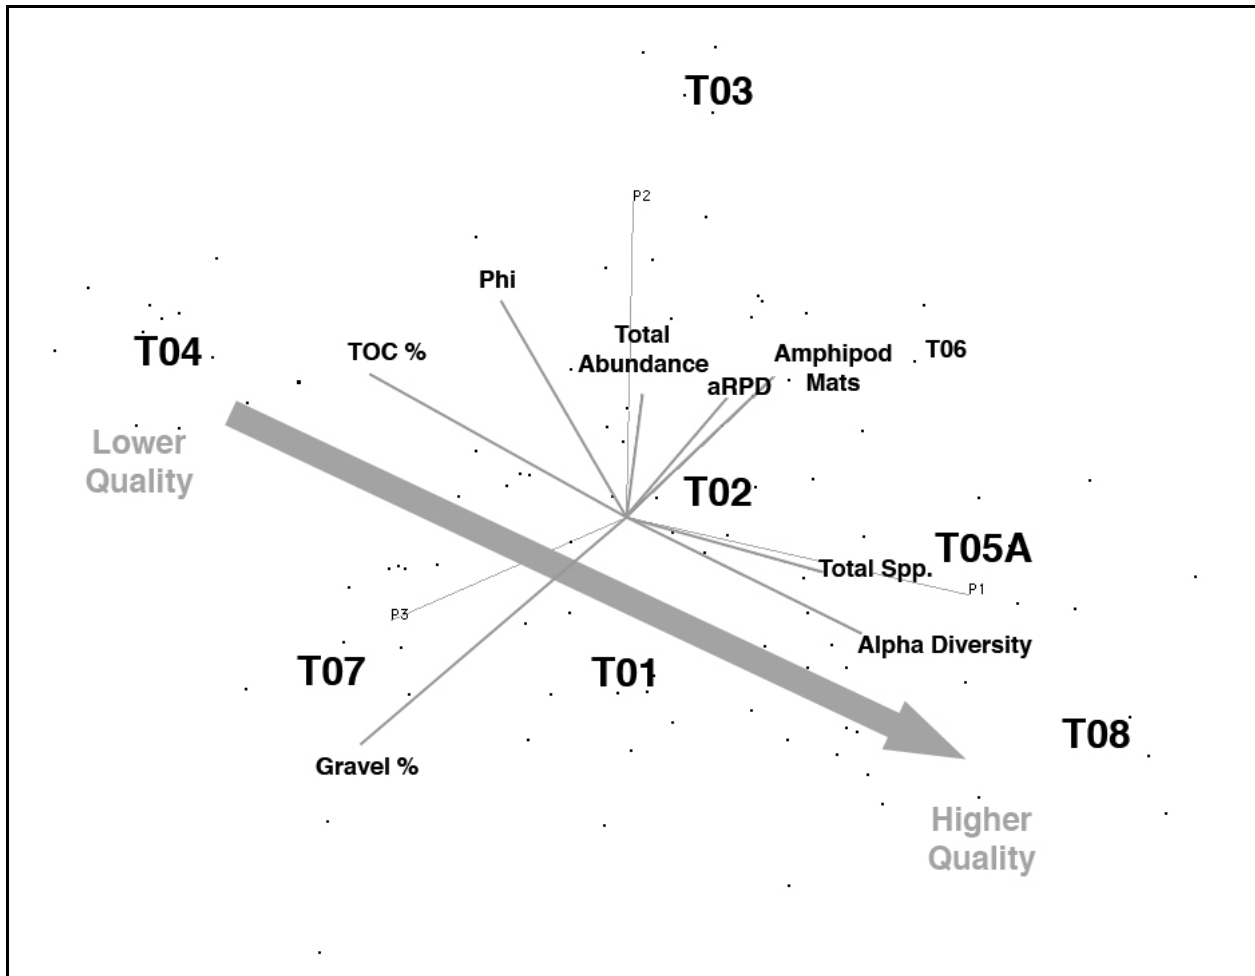 T03
P2
Phi
Total
Abundance
TOC %
T04
Amphipod
Mats
T06
aRPD
Lower
Quality
T02
T05A
Total Spp.
P1
P3
Alpha Diversity
T07
T01
T08
Gravel %
Higher
Quality